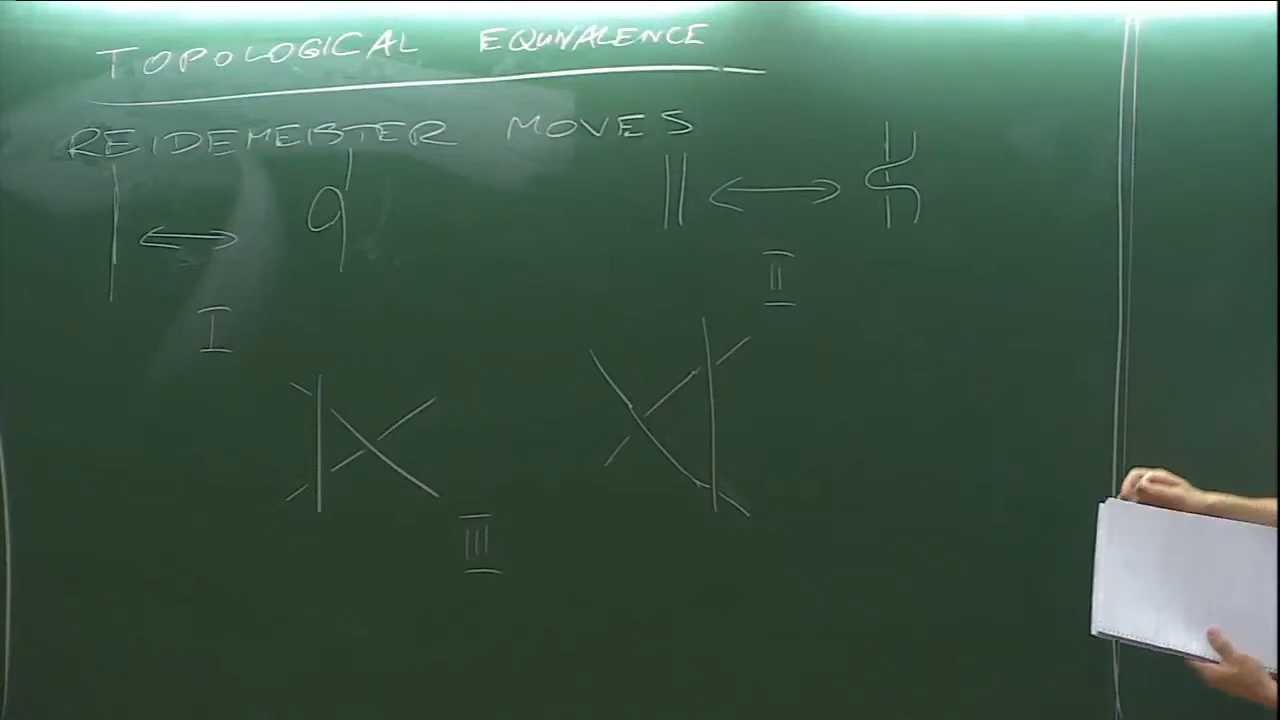 TOPOLOGICAL EQUIVALENCE
REIDEMEISTER MOVES
I
II
III